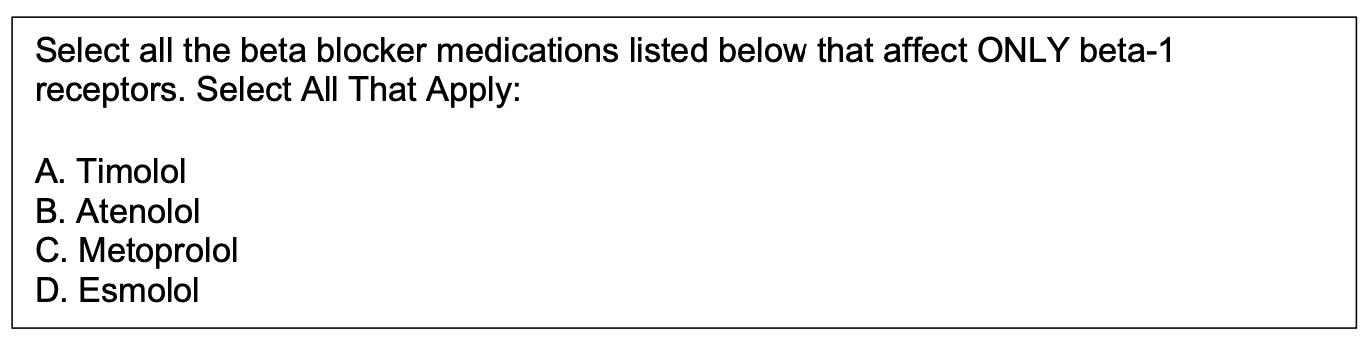 Select all the beta blocker medications listed below that affect ONLY beta-1
receptors. Select All That Apply:
A. Timolol
B. Atenolol
C. Metoprolol
D. Esmolol